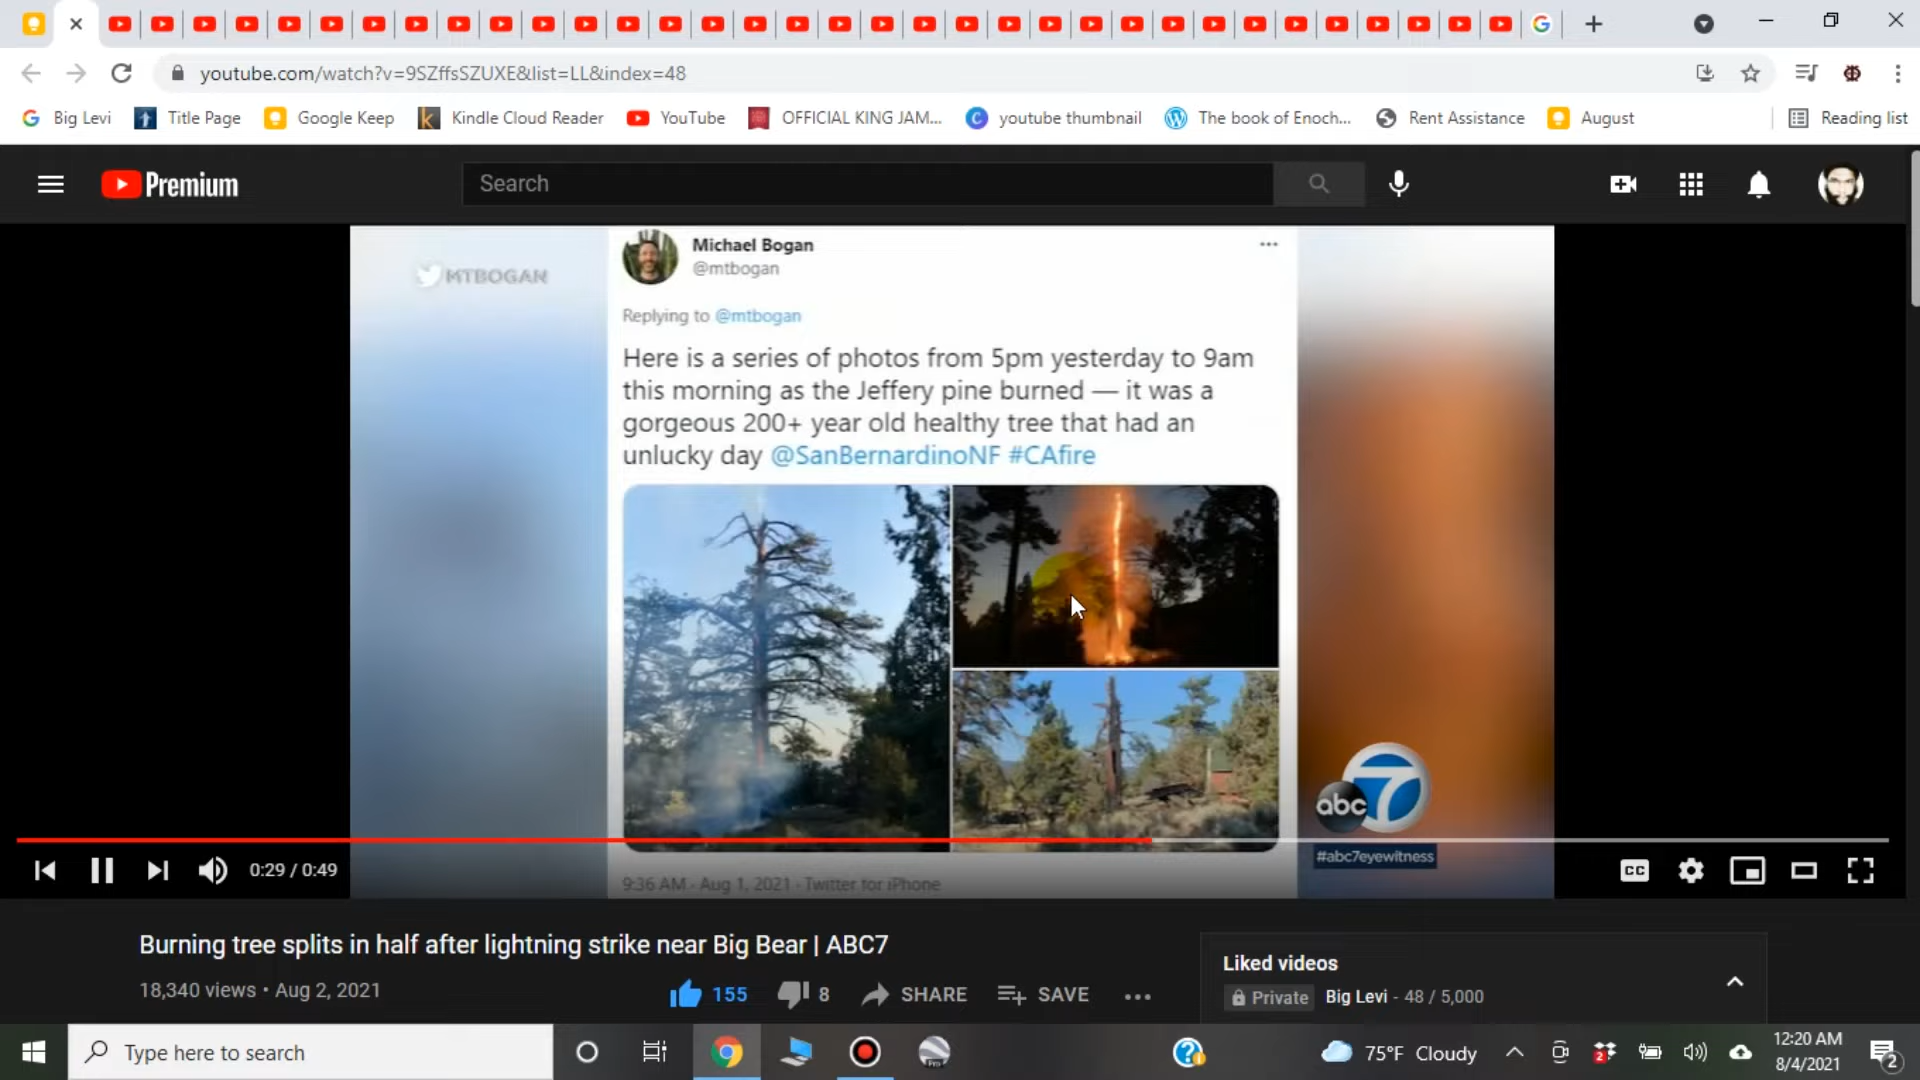 youtube.com/watch?v=9SZffsSZUXE&list=LL&index=48
Big Levi
Title Page
Google Keep
Kindle Cloud Reader
YouTube
OFFICIAL KING JAM...
youtube thumbnail
The book of Enoch...
Rent Assistance
August
Reading list
Premium
Search
MTBOGAN
Michael Bogan
@mtbogan
Replying to @mtbogan
Here is a series of photos from 5pm yesterday to 9am
this morning as the Jeffery pine burned — it was a
gorgeous 200+ year old healthy tree that had an
unlucky day @SanBernardinoNF #CAfire
abc 7
#abc7eyewitness
9:36 AM - Aug 1, 2021 - Twitter for iPhone
0:29 / 0:49
CC
Burning tree splits in half after lightning strike near Big Bear | ABC7
18,340 views • Aug 2, 2021
155
8
SHARE
SAVE
Liked videos
Private Big Levi - 48 / 5,000
Type here to search
75°F Cloudy
12:20 AM
8/4/2021
2